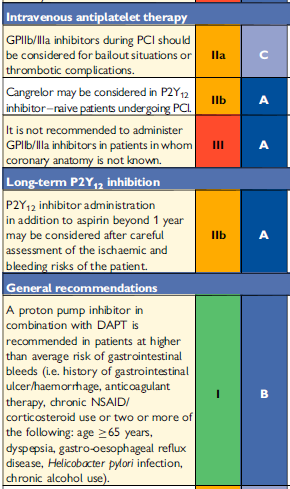 Intravenous antiplatelet therapy
GPIIb/IIIa inhibitors during PCI should
be considered for bailout situations or
thrombotic complications.
IIa
C
Cangrelor may be considered in P2Y12
inhibitor–naive patients undergoing PCI.
IIb
A
It is not recommended to administer
GPIIb/IIIa inhibitors in patients in whom
coronary anatomy is not known.
III
A
Long-term P2Y12 inhibition
P2Y12 inhibitor administration
in addition to aspirin beyond 1 year
may be considered after careful
assessment of the ischaemic and
bleeding risks of the patient.
IIb
A
General recommendations
A proton pump inhibitor in
combination with DAPT is
recommended in patients at higher
than average risk of gastrointestinal
bleeds (i.e. history of gastrointestinal
ulcer/haemorrhage, anticoagulant
therapy, chronic NSAID/
corticosteroid use or two or more of
the following: age ≥65 years,
dyspepsia, gastro-oesophageal reflux
disease, Helicobacter pylori infection,
chronic alcohol use).
I
B